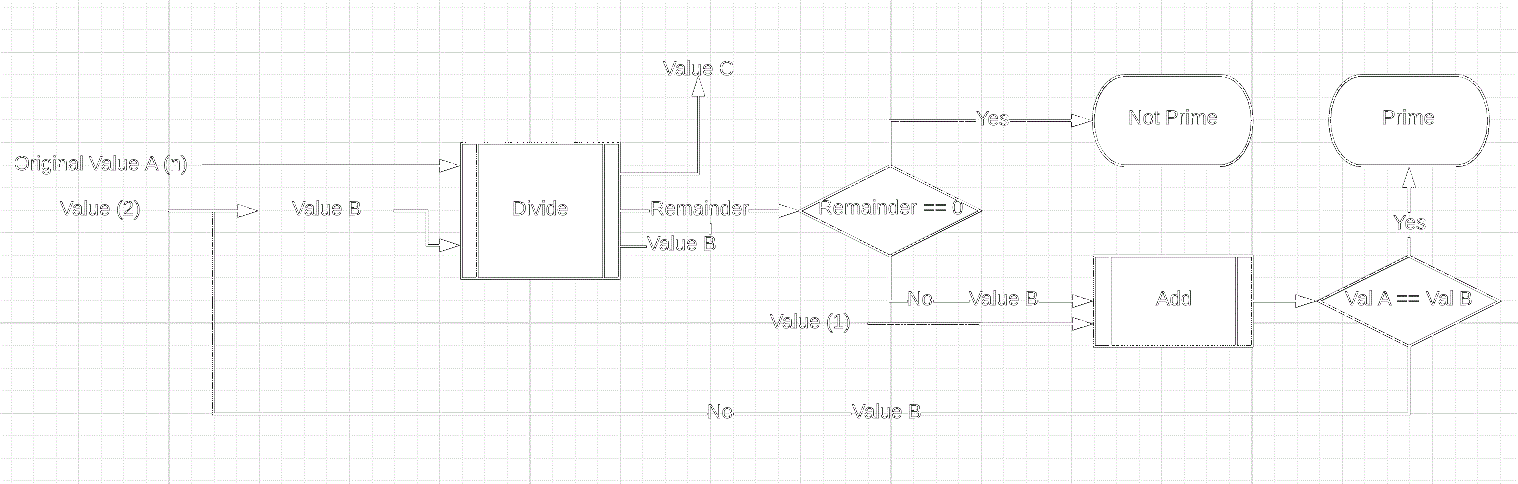 Value C
Yes
Not Prime
Prime
Original Value A (n)
Value (2)
Value B
Divide
Remainder
Value B
Remainder == 0
Yes
No
Value B
Add
Val A == Val B
Value (1)
No
Value B